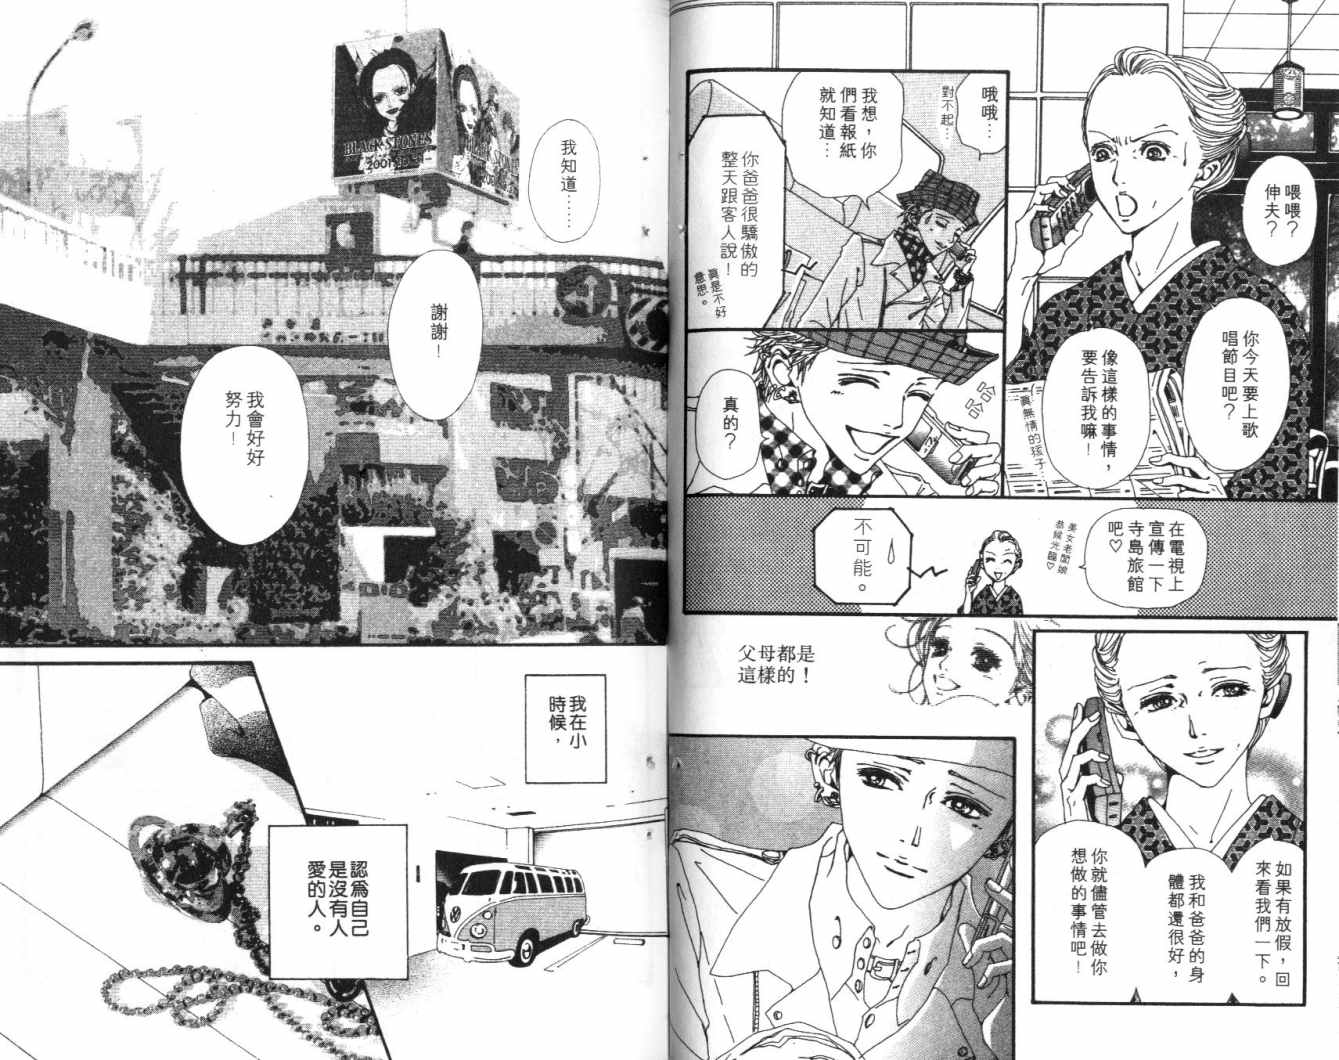 喂喂？
伸夫？
你今天要上歌
唱節目吧？
像這樣的事情，
要告訴我嘛！
真無情的孩子…
哦哦…
對不起…
我想，你
們看報紙
就知道…
你爸爸很驕傲的
整天跟客人說！
真是不好
意思。
哈哈
真的？
在電視上
宣傳一下
寺島旅館
吧♡
美女老闆娘
恭候光臨♡
不可能。
父母都是
這樣的！
如果有放假，回
來看我們一下。
我和爸爸的身
體都還很好，
你就儘管去做你
想做的事情吧！
我知道……
謝謝！
我會好好
努力！
BLACK STONES
2001
我在小
時候，
認為自己
是沒有人
愛的人。